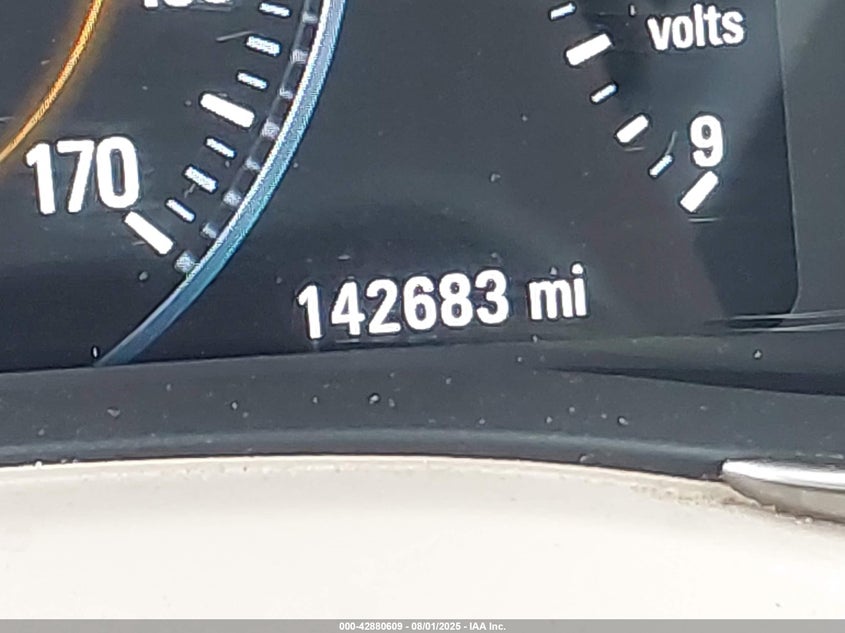 volts
9
170
142683 mi
000-42880609 - 08/01/2025 - IAA Inc.